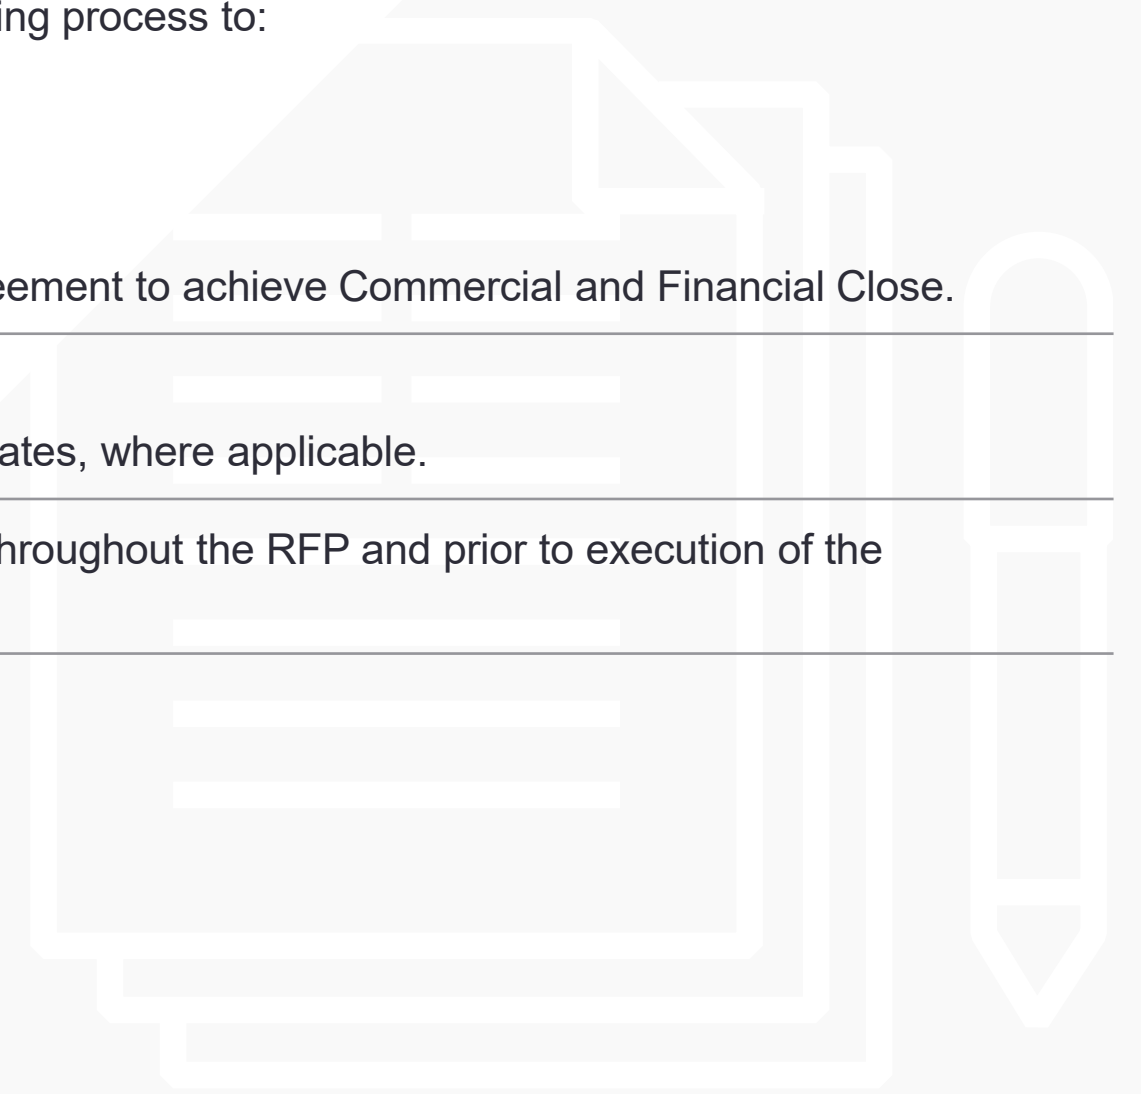 ing process to:
eement to achieve Commercial and Financial Close.
ates, where applicable.
hroughout the RFP and prior to execution of the